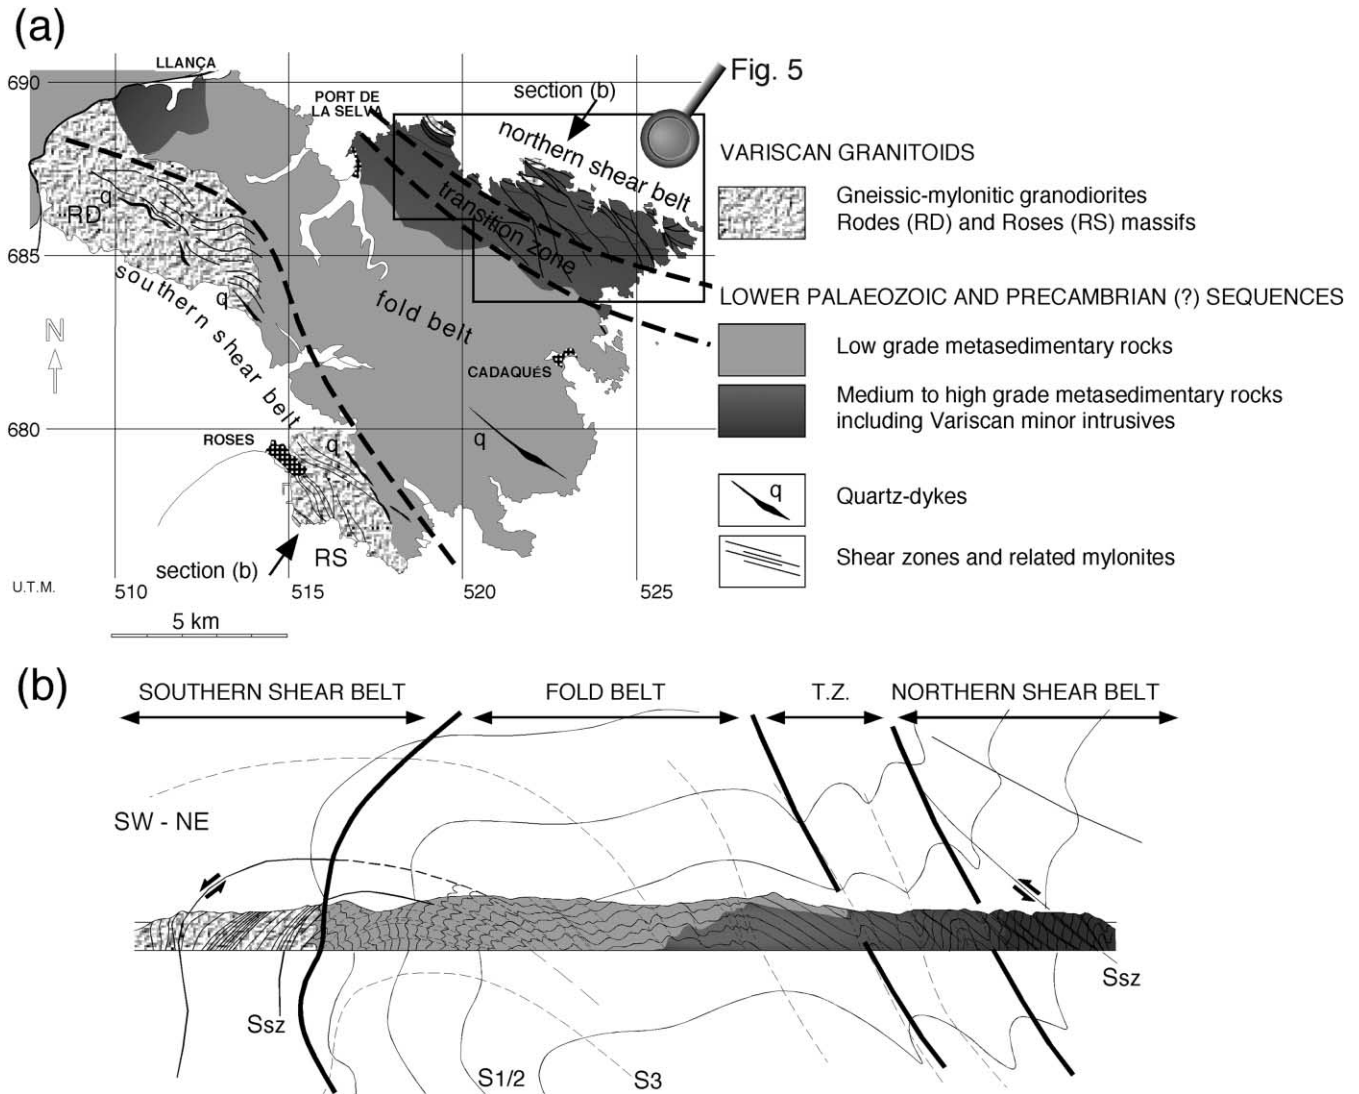 (a)
690
LLANÇA
PORT DE
LA SELVA
section (b)
Fig. 5
northern shear belt
transition zone
q
RD
685
southern shear belt
q
fold belt
N
CADAQUÉS
680
ROSES
q
q
RS
section (b)
U.T.M.
510
515
520
525
5 km
VARISCAN GRANITOIDS
Gneissic-mylonitic granodiorites
Rodes (RD) and Roses (RS) massifs
LOWER PALAEOZOIC AND PRECAMBRIAN (?) SEQUENCES
Low grade metasedimentary rocks
Medium to high grade metasedimentary rocks
including Variscan minor intrusives
q
Quartz-dykes
Shear zones and related mylonites
(b)
SOUTHERN SHEAR BELT
FOLD BELT
T.Z.
NORTHERN SHEAR BELT
SW - NE
Ssz
Ssz
S1/2
S3